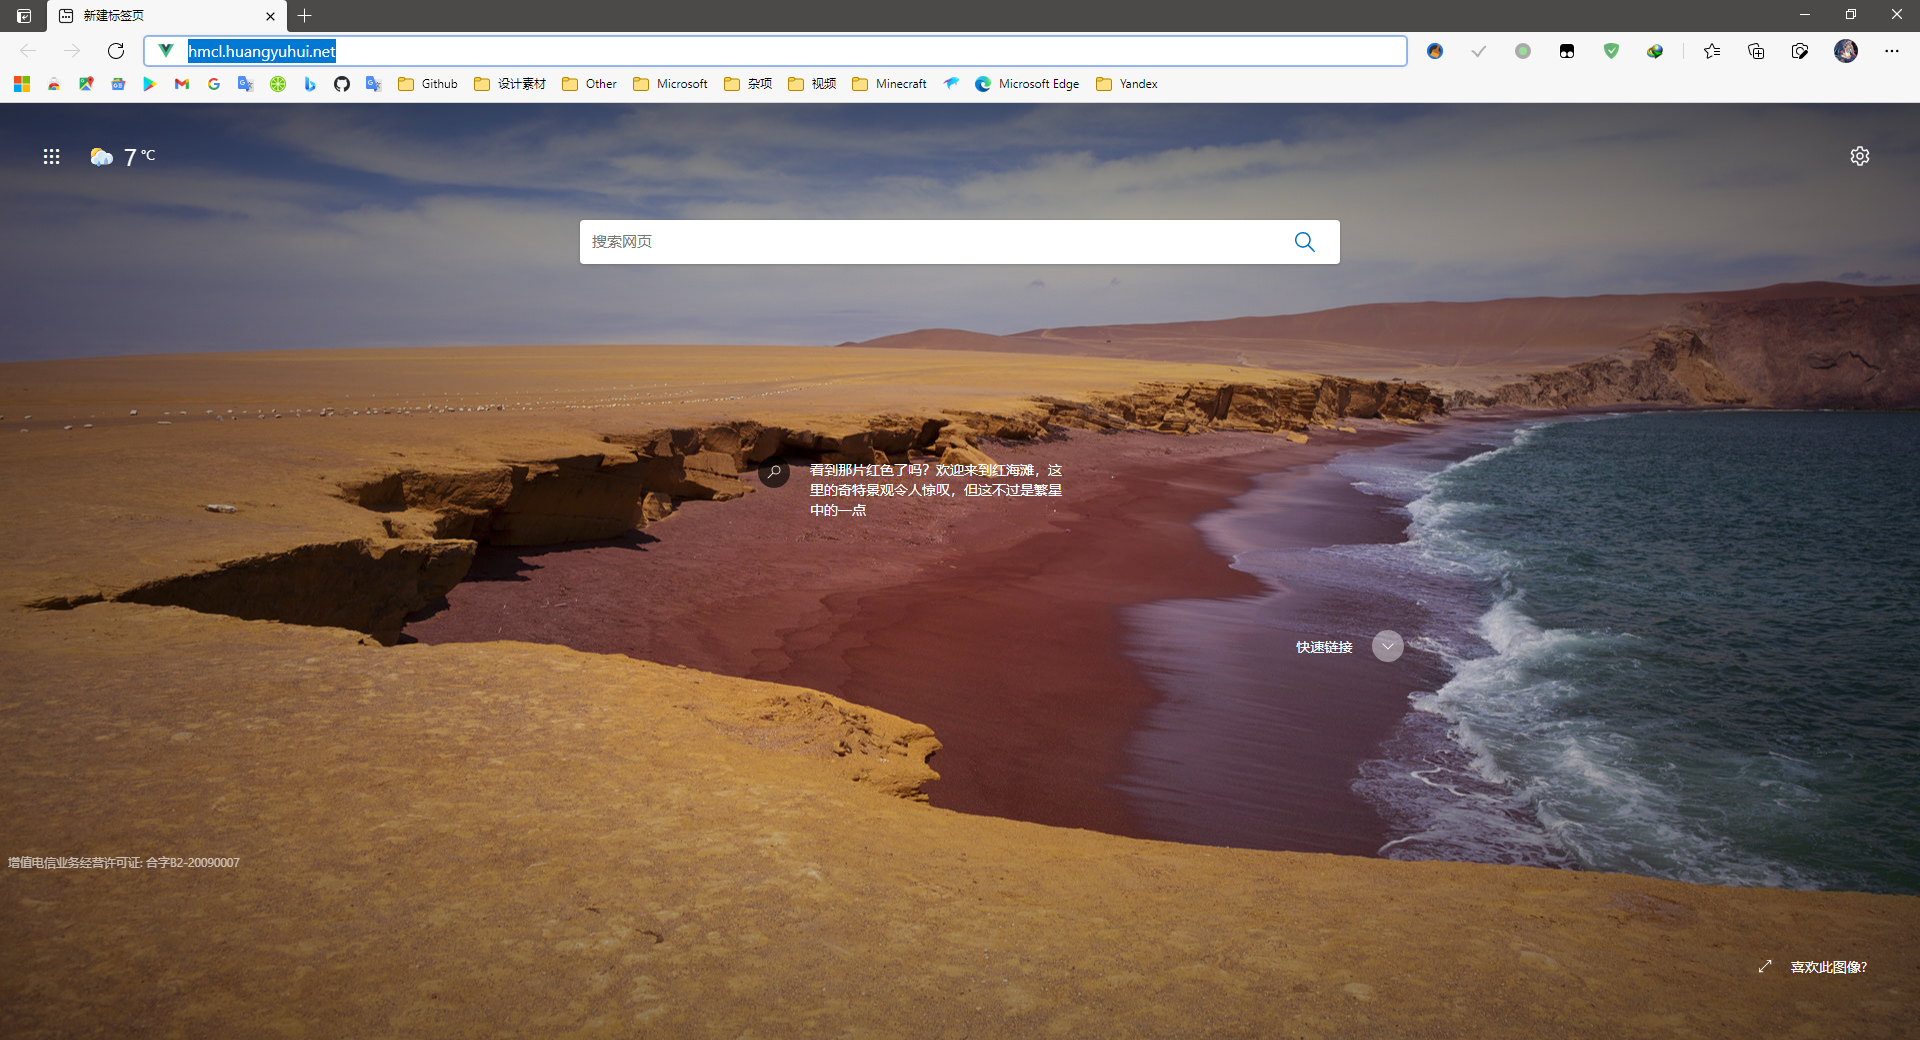 新建标签页
hmcl.huangyuhui.net
Github 设计素材 Other Microsoft 杂项 视频 Minecraft Microsoft Edge Yandex
7 °C
搜索网页
看到那片红色了吗？欢迎来到红海滩，这
里的奇特景观令人惊叹，但这不过是繁星
中的一点
快速链接
增值电信业务经营许可证: 合字B2-20090007
喜欢此图像?